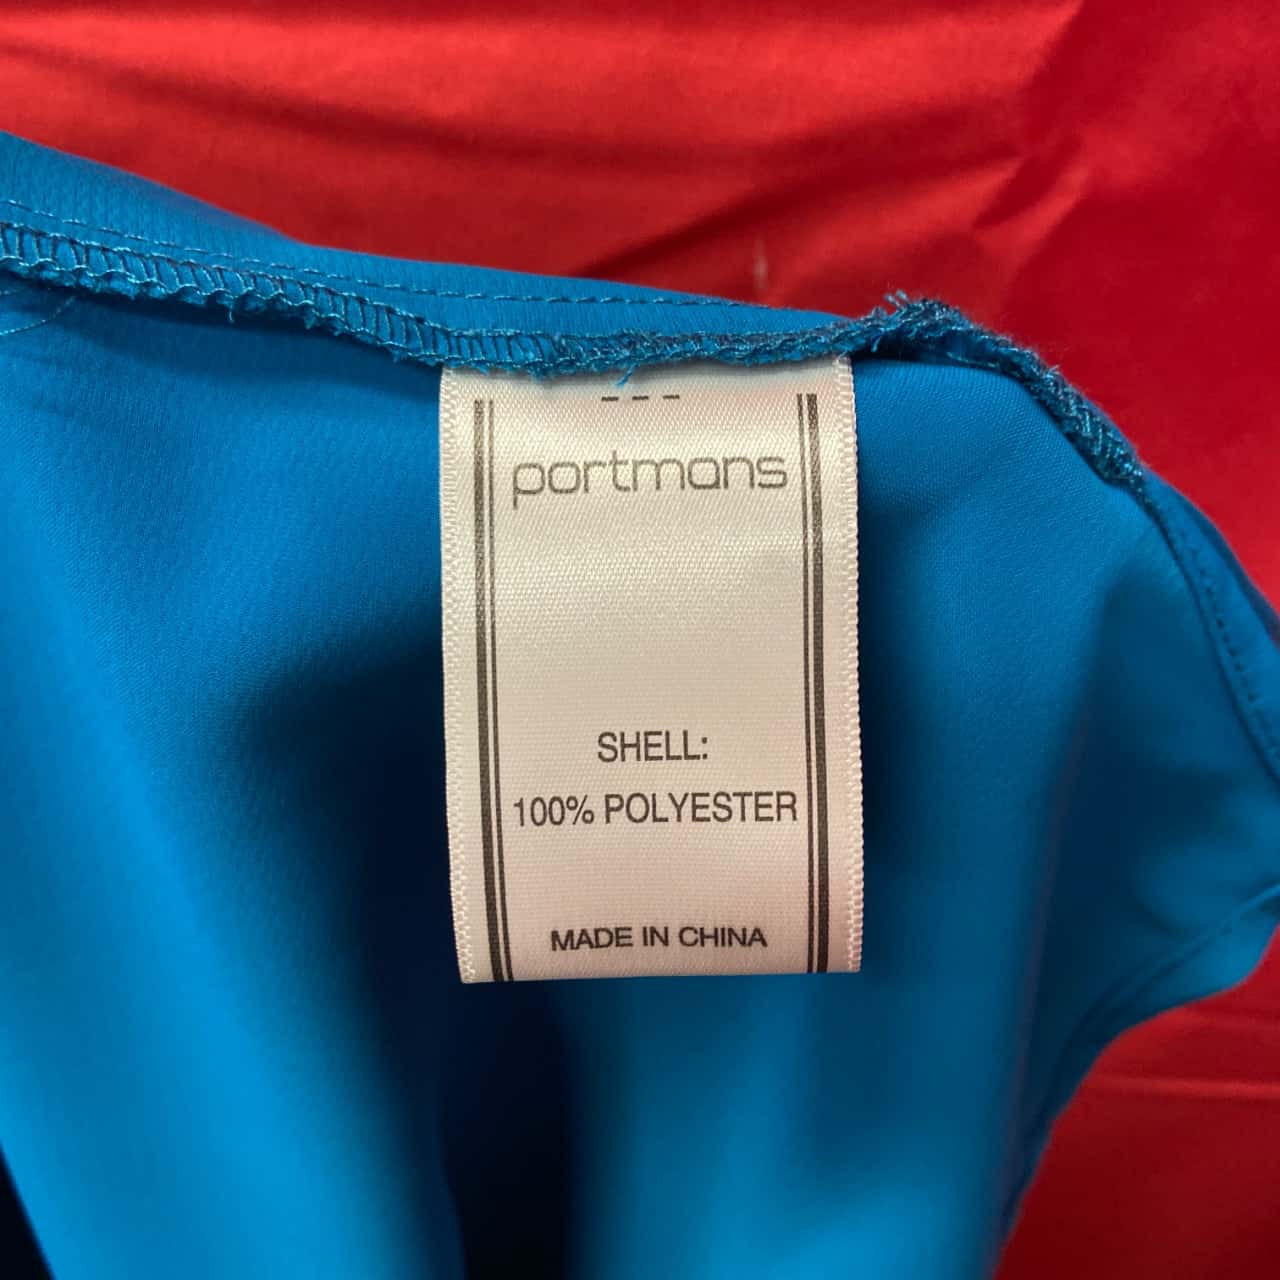 portmans
SHELL:
100% POLYESTER
MADE IN CHINA